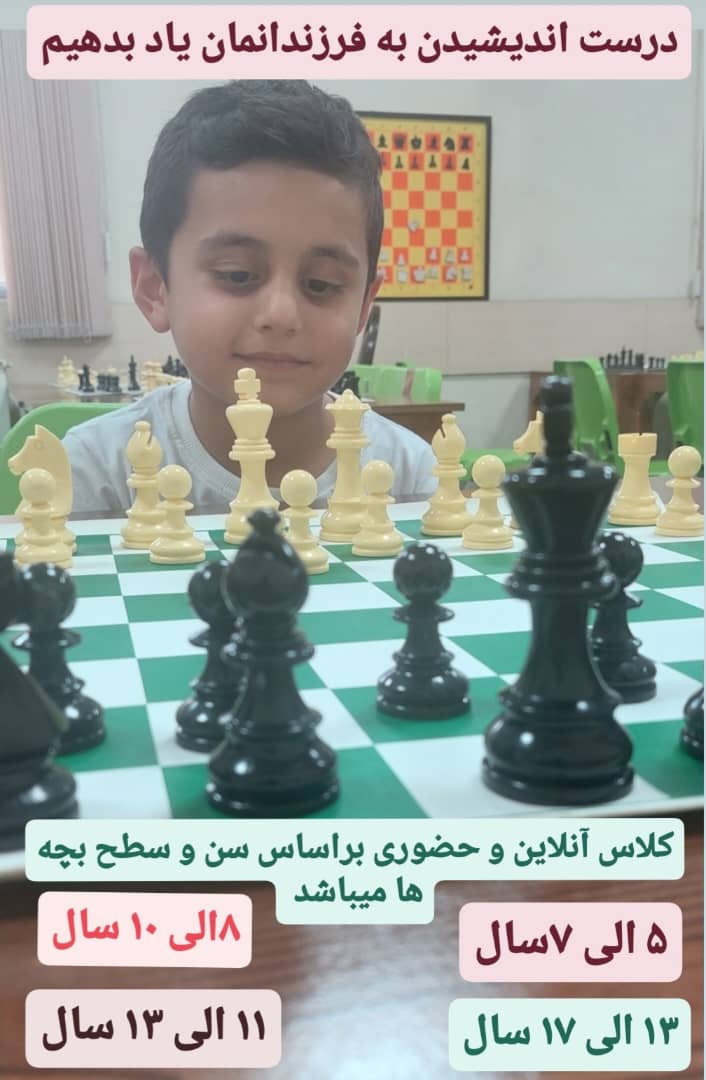 درست اندیشیدن به فرزندانمان یاد بدهیم
کلاس آنلاین و حضوری براساس سن و سطح بچه
ها میباشد
۵ الی ۷سال
۸الی ۱۰ سال
۱۳ الی ۱۷ سال
۱۱ الی ۱۳ سال